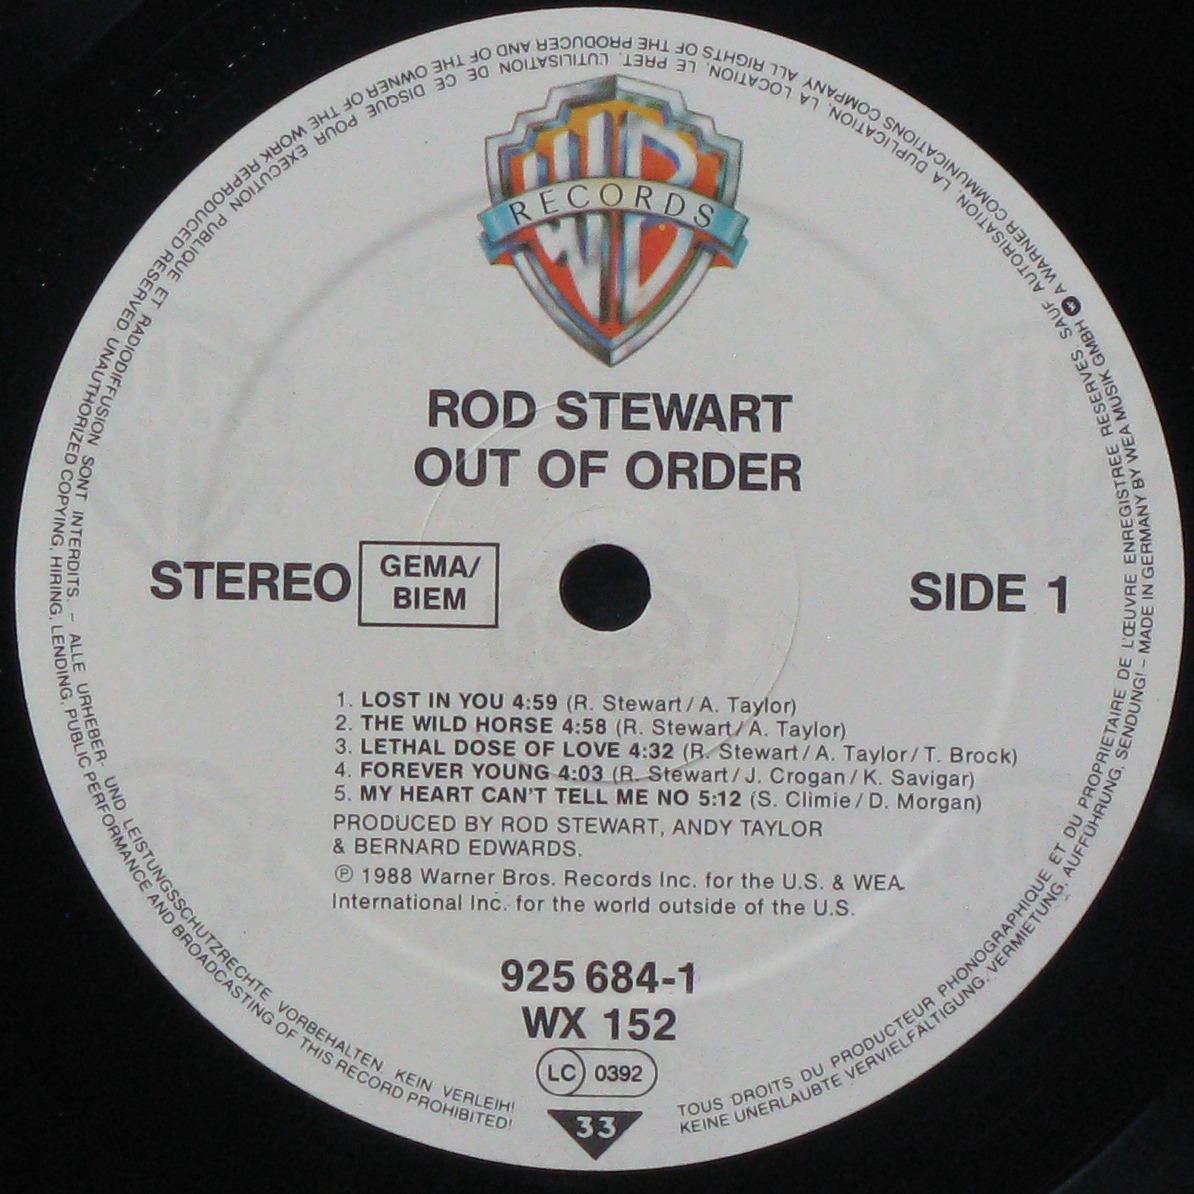 WB
RECORDS
ROD STEWART
OUT OF ORDER
STEREO
GEMA/
BIEM
SIDE 1
1. LOST IN YOU 4:59 (R. Stewart/A. Taylor)
2. THE WILD HORSE 4:58 (R. Stewart/A. Taylor)
3. LETHAL DOSE OF LOVE 4:32 (R. Stewart/A. Taylor/T. Brock)
4. FOREVER YOUNG 4:03 (R. Stewart/J. Crogan/K. Savigar)
5. MY HEART CAN'T TELL ME NO 5:12 (S. Climie/D. Morgan)
PRODUCED BY ROD STEWART, ANDY TAYLOR
& BERNARD EDWARDS.
Ⓟ 1988 Warner Bros. Records Inc. for the U.S. & WEA
International Inc. for the world outside of the U.S.
925 684-1
WX 152
LC 0392
33
TOUS DROITS DU PRODUCTEUR PHONOGRAPHIQUE ET DU PROPRIETAIRE DE L'ŒUVRE ENREGISTREE RESERVES. SAUF AUTORISATION, LA DUPLICATION, LA LOCATION, LE PRET, L'UTILISATION DE CE DISQUE POUR EXECUTION PUBLIQUE ET RADIODIFFUSION SONT INTERDITS. – ALLE URHEBER- UND LEISTUNGSSCHUTZRECHTE VORBEHALTEN. KEIN VERLEIH!
KEINE UNERLAUBTE VERVIELFÄLTIGUNG, VERMIETUNG, AUFFÜHRUNG, SENDUNG! – MADE IN GERMANY BY WEA MUSIK GMBH A WARNER COMMUNICATIONS COMPANY ALL RIGHTS OF THE PRODUCER AND OF THE OWNER OF THE WORK REPRODUCED RESERVED. UNAUTHORIZED COPYING, HIRING, LENDING, PUBLIC PERFORMANCE AND BROADCASTING OF THIS RECORD PROHIBITED!